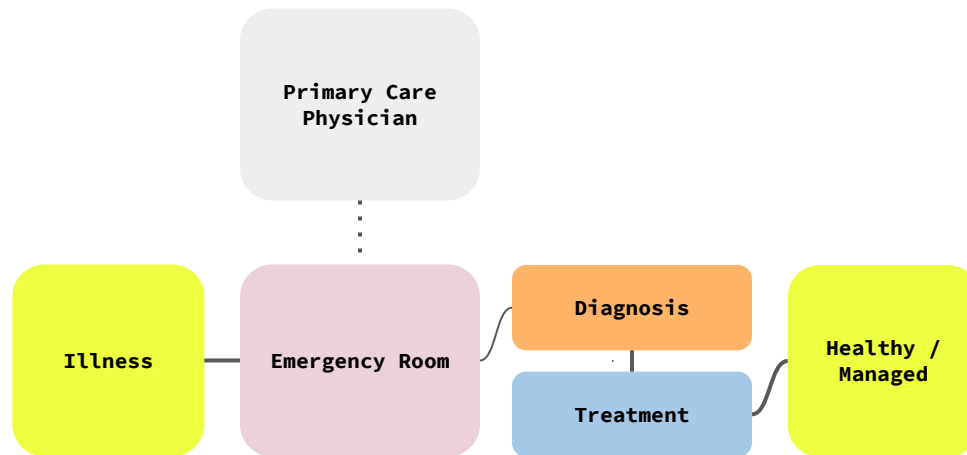 Primary Care
Physician
Illness
Emergency Room
Diagnosis
Treatment
Healthy /
Managed